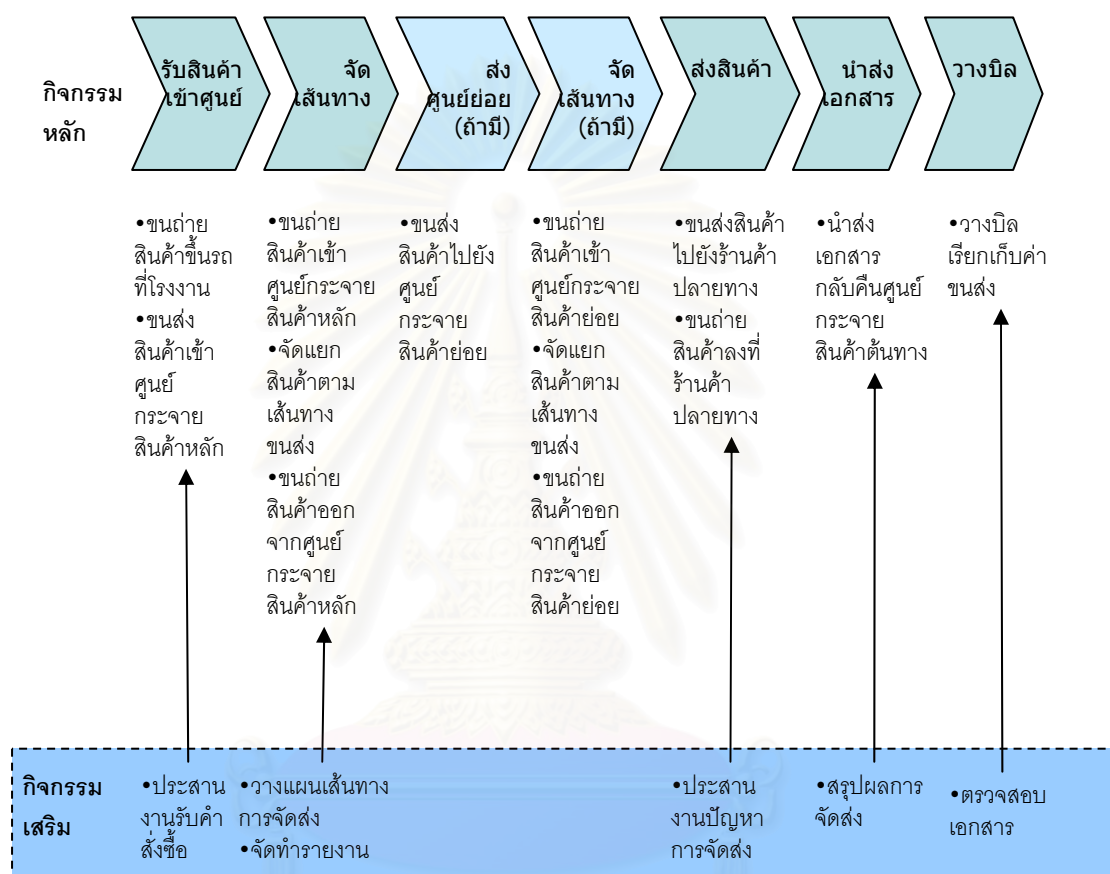 กิจกรรม
หลัก
รับสินค้า
เข้าศูนย์
จัด
เส้นทาง
ส่ง
ศูนย์ย่อย
(ถ้ามี)
จัด
เส้นทาง
(ถ้ามี)
ส่งสินค้า
นำส่ง
เอกสาร
วางบิล
•ขนถ่าย
สินค้าขึ้นรถ
ที่โรงงาน
•ขนส่ง
สินค้าเข้า
ศูนย์
กระจาย
สินค้าหลัก
•ขนถ่าย
สินค้าเข้า
ศูนย์กระจาย
สินค้าหลัก
•จัดแยก
สินค้าตาม
เส้นทาง
ขนส่ง
•ขนถ่าย
สินค้าออก
จากศูนย์
กระจาย
สินค้าหลัก
•ขนส่ง
สินค้าไปยัง
ศูนย์
กระจาย
สินค้าย่อย
•ขนถ่าย
สินค้าเข้า
ศูนย์กระจาย
สินค้าย่อย
•จัดแยก
สินค้าตาม
เส้นทาง
ขนส่ง
•ขนถ่าย
สินค้าออก
จากศูนย์
กระจาย
สินค้าย่อย
•ขนส่งสินค้า
ไปยังร้านค้า
ปลายทาง
•ขนถ่าย
สินค้าลงที่
ร้านค้า
ปลายทาง
•นำส่ง
เอกสาร
กลับคืนศูนย์
กระจาย
สินค้าต้นทาง
•วางบิล
เรียกเก็บค่า
ขนส่ง
กิจกรรม
เสริม
•ประสาน
งานรับคำ
สั่งซื้อ
•วางแผนเส้นทาง
การจัดส่ง
•จัดทำรายงาน
•ประสาน
งานปัญหา
การจัดส่ง
•สรุปผลการ
จัดส่ง
•ตรวจสอบ
เอกสาร